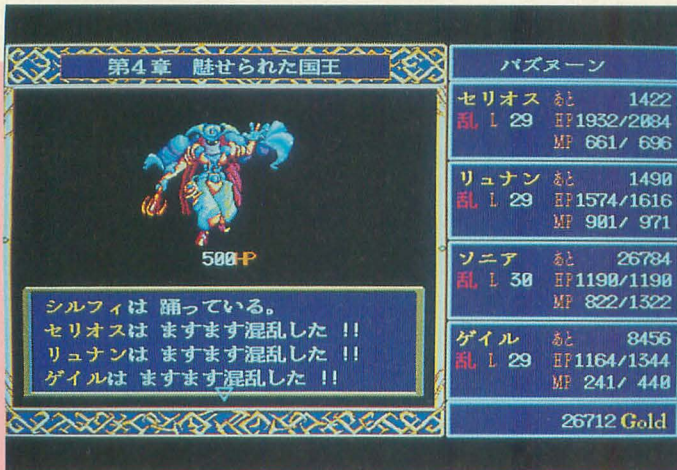 第4章 魅せられた国王
500HP
シルフィは 踊っている。
セリオスは ますます混乱した !!
リュナンは ますます混乱した !!
ゲイルは ますます混乱した !!
パズヌーン
セリオス あと 1422
乱 L 29 HP1932/2084
MP 661/ 696
リュナン あと 1490
乱 L 29 HP1574/1616
MP 901/ 971
ソニア あと 26784
乱 L 30 HP1190/1190
MP 822/1322
ゲイル あと 8456
乱 L 29 HP1164/1344
MP 241/ 440
26712 Gold